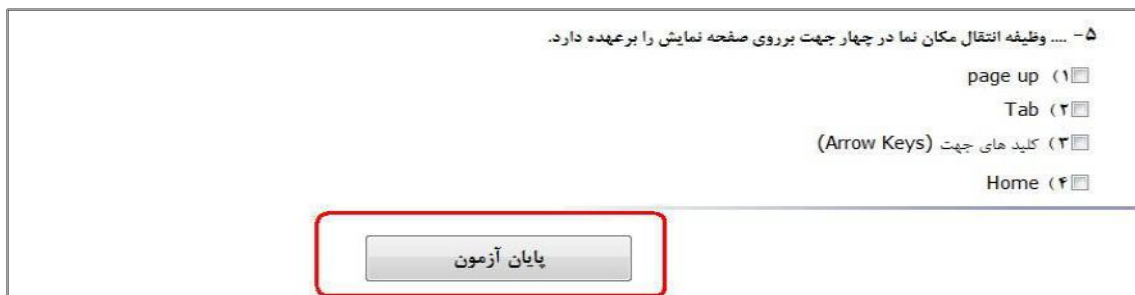 ۵- .... وظیفه انتقال مکان نما در چهار جهت برروی صفحه نمایش را برعهده دارد.
۱) page up
۲) Tab
۳) کلید های جهت (Arrow Keys)
۴) Home
پایان آزمون